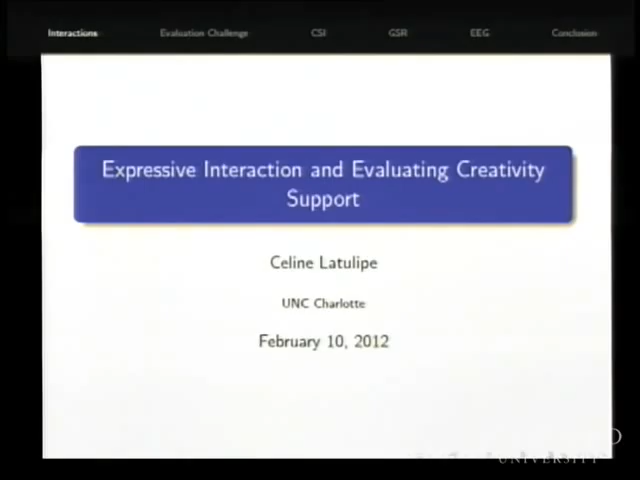 Interactions Evaluation Challenge CSI GSR EEG Conclusion
Expressive Interaction and Evaluating Creativity
Support
Celine Latulipe
UNC Charlotte
February 10, 2012
UNIVERSITY